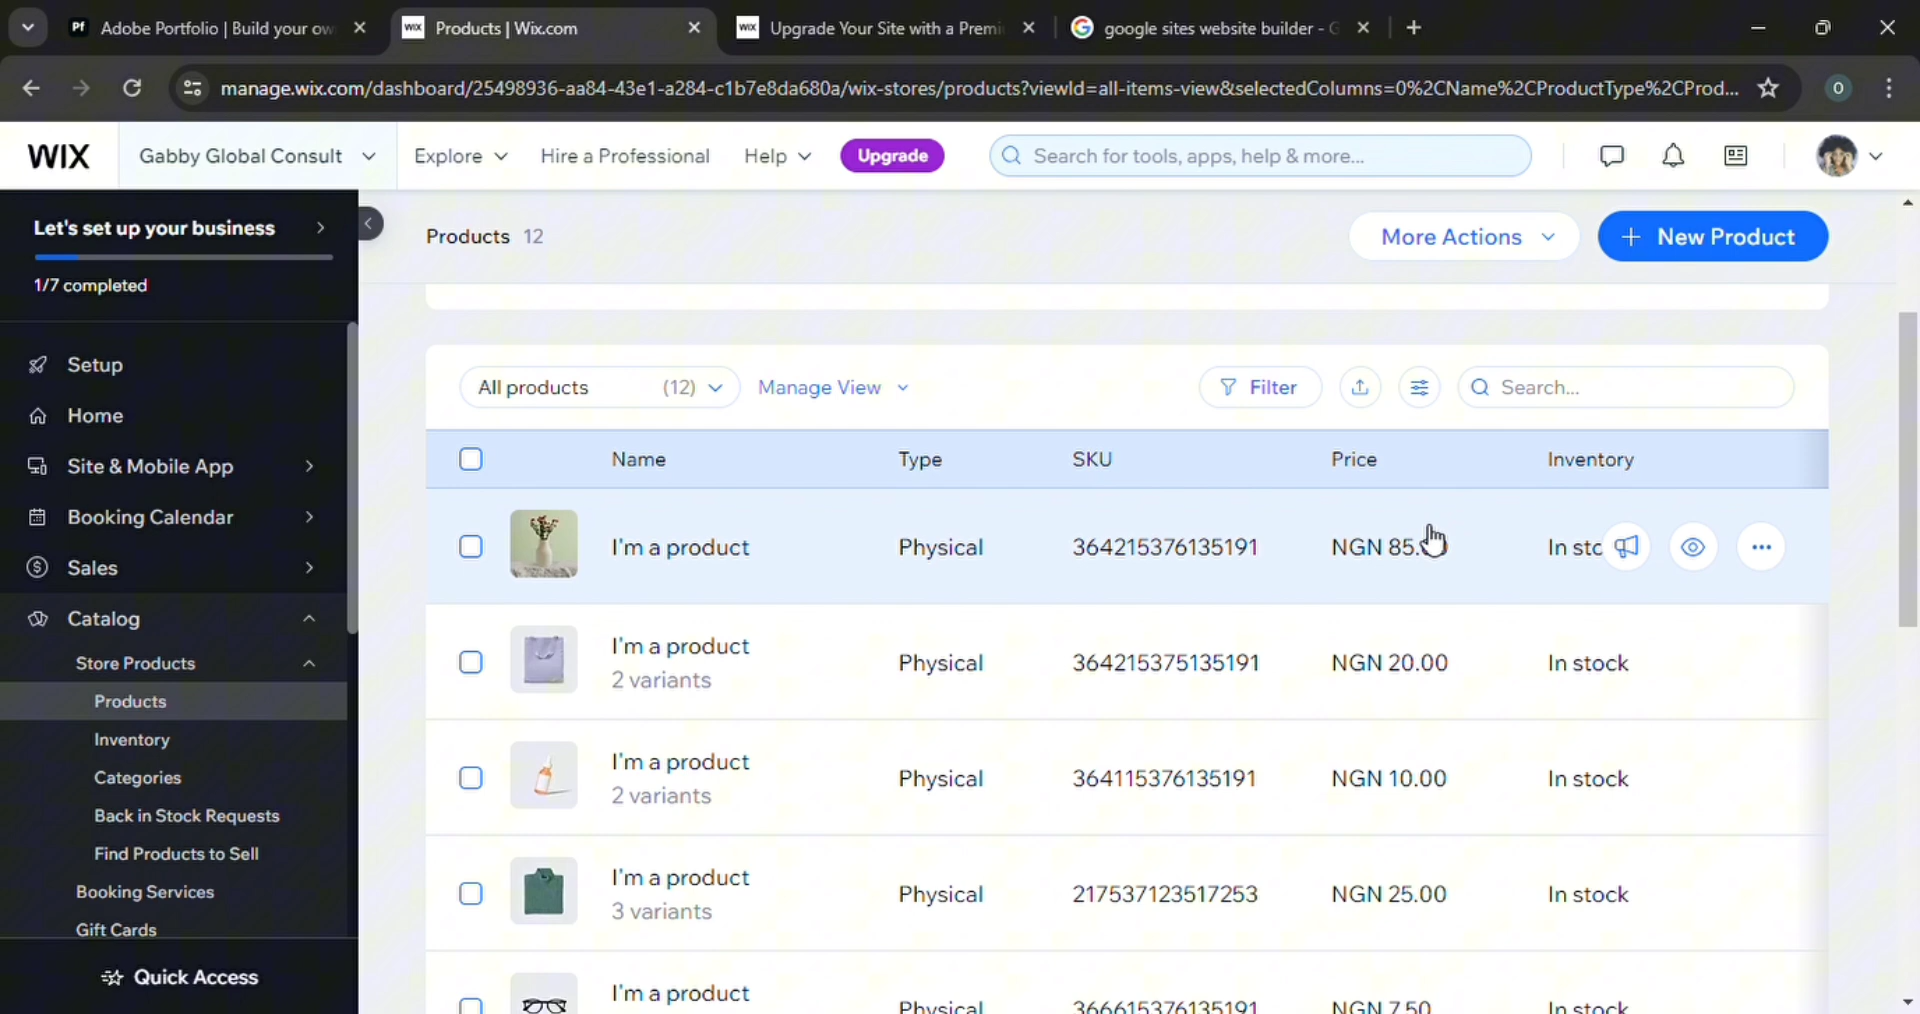 Adobe Portfolio | Build your ow
Products | Wix.com
Upgrade Your Site with a Premi
google sites website builder - G
manage.wix.com/dashboard/25498936-aa84-43e1-a284-c1b7e8da680a/wix-stores/products?viewId=all-items-view&selectedColumns=0%2CName%2CProductType%2CProd...
O
WIX
Gabby Global Consult
Explore
Hire a Professional
Help
Upgrade
Search for tools, apps, help & more...
Let's set up your business
1/7 completed
Setup
Home
Site & Mobile App
Booking Calendar
Sales
Catalog
Store Products
Products
Inventory
Categories
Back in Stock Requests
Find Products to Sell
Booking Services
Gift Cards
Quick Access
Products 12
More Actions
+ New Product
All products (12)
Manage View
Filter
Search...
Name Type SKU Price Inventory
I'm a product Physical 364215376135191 NGN 85. In stc
I'm a product
2 variants
Physical 364215375135191 NGN 20.00 In stock
I'm a product
2 variants
Physical 364115376135191 NGN 10.00 In stock
I'm a product
3 variants
Physical 217537123517253 NGN 25.00 In stock
I'm a product
Physical 366615376135191 NGN 7.50 In stock